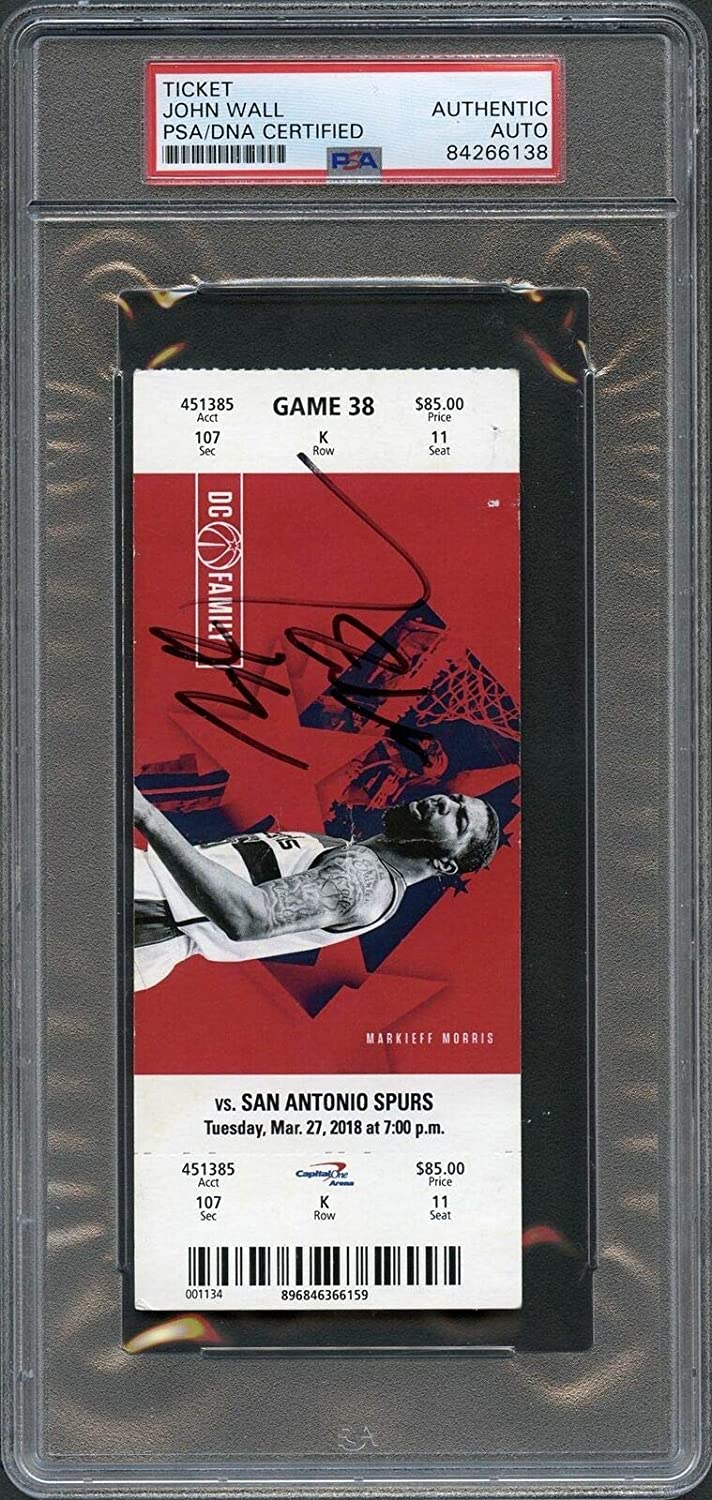 TICKET
JOHN WALL
PSA/DNA CERTIFIED
AUTHENTIC
AUTO
84266138
PSA
451385 GAME 38 $85.00
Acct Price
107 K 11
Sec Row Seat
DC FAMILY
MARKIEFF MORRIS
vs. SAN ANTONIO SPURS
Tuesday, Mar. 27, 2018 at 7:00 p.m.
451385 CapitalOne $85.00
Acct Arena Price
107 K 11
Sec Row Seat
001134 896846366159
PSA